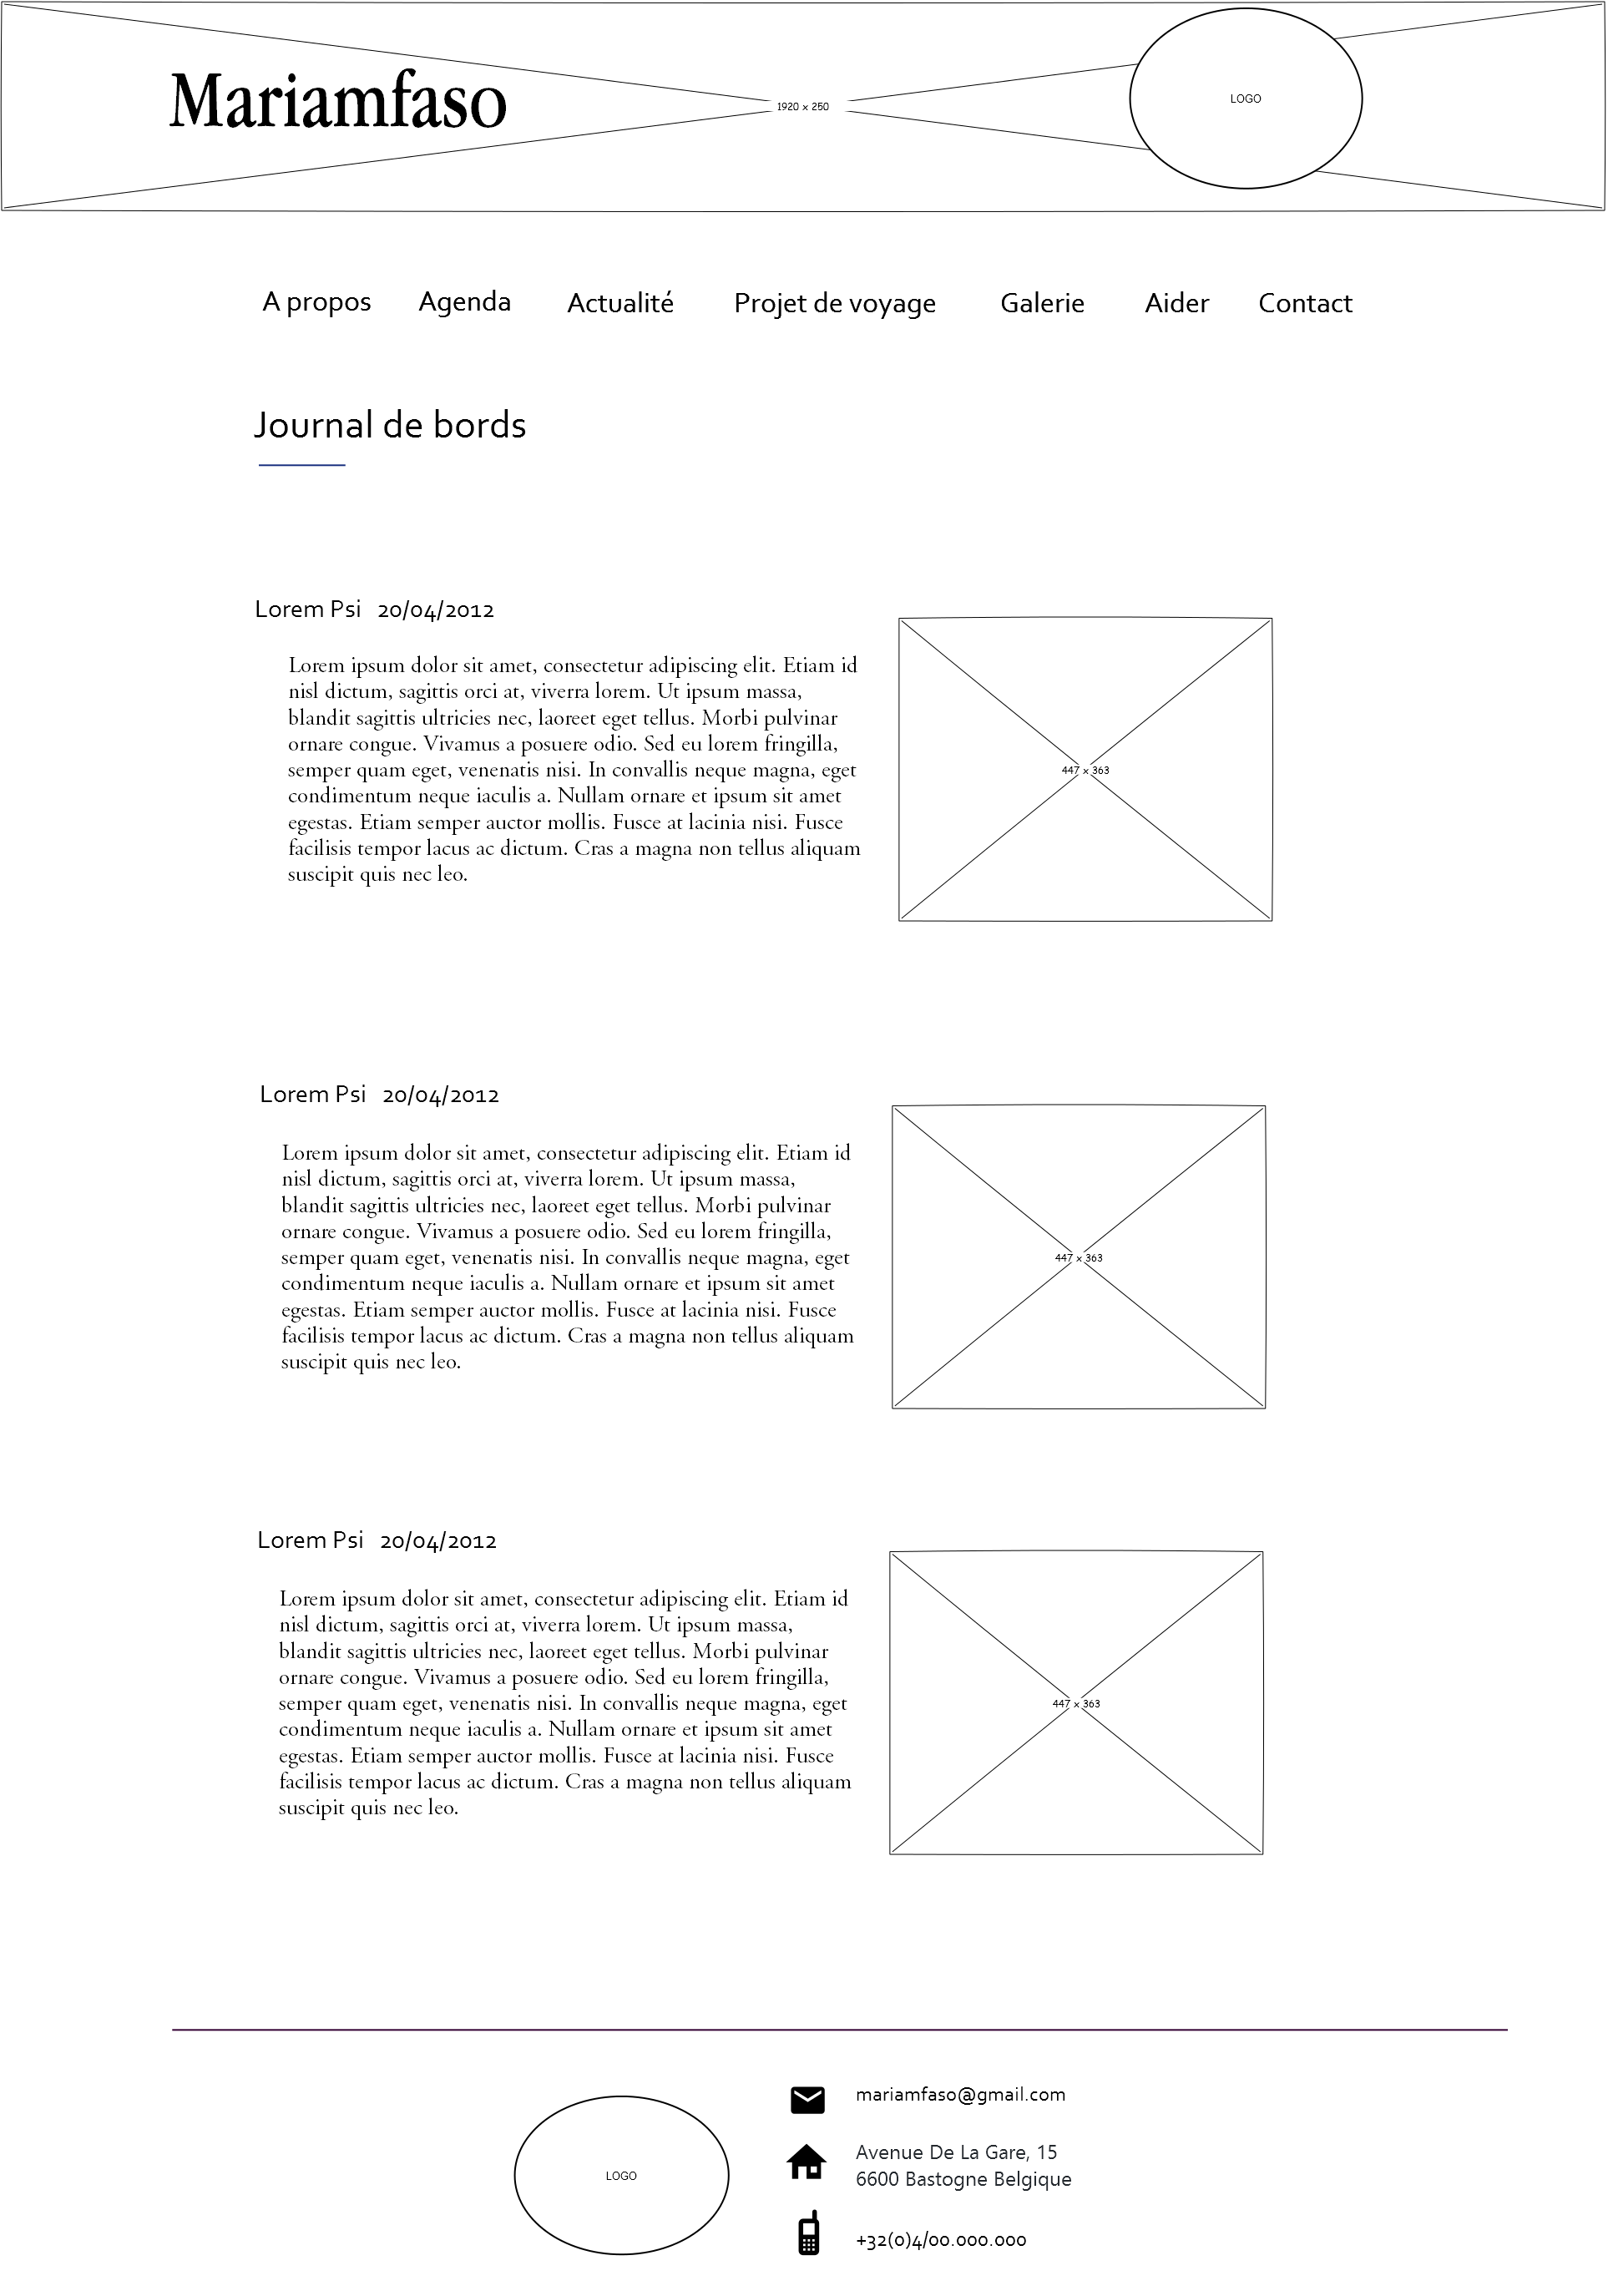 Mariamfaso
1920 x 250
LOGO
A propos Agenda Actualité Projet de voyage Galerie Aider Contact
Journal de bords
Lorem Psi 20/04/2012
Lorem ipsum dolor sit amet, consectetur adipiscing elit. Etiam id
nisl dictum, sagittis orci at, viverra lorem. Ut ipsum massa,
blandit sagittis ultricies nec, laoreet eget tellus. Morbi pulvinar
ornare congue. Vivamus a posuere odio. Sed eu lorem fringilla,
semper quam eget, venenatis nisi. In convallis neque magna, eget
condimentum neque iaculis a. Nullam ornare et ipsum sit amet
egestas. Etiam semper auctor mollis. Fusce at lacinia nisi. Fusce
facilisis tempor lacus ac dictum. Cras a magna non tellus aliquam
suscipit quis nec leo.
447 x 363
Lorem Psi 20/04/2012
Lorem ipsum dolor sit amet, consectetur adipiscing elit. Etiam id
nisl dictum, sagittis orci at, viverra lorem. Ut ipsum massa,
blandit sagittis ultricies nec, laoreet eget tellus. Morbi pulvinar
ornare congue. Vivamus a posuere odio. Sed eu lorem fringilla,
semper quam eget, venenatis nisi. In convallis neque magna, eget
condimentum neque iaculis a. Nullam ornare et ipsum sit amet
egestas. Etiam semper auctor mollis. Fusce at lacinia nisi. Fusce
facilisis tempor lacus ac dictum. Cras a magna non tellus aliquam
suscipit quis nec leo.
447 x 363
Lorem Psi 20/04/2012
Lorem ipsum dolor sit amet, consectetur adipiscing elit. Etiam id
nisl dictum, sagittis orci at, viverra lorem. Ut ipsum massa,
blandit sagittis ultricies nec, laoreet eget tellus. Morbi pulvinar
ornare congue. Vivamus a posuere odio. Sed eu lorem fringilla,
semper quam eget, venenatis nisi. In convallis neque magna, eget
condimentum neque iaculis a. Nullam ornare et ipsum sit amet
egestas. Etiam semper auctor mollis. Fusce at lacinia nisi. Fusce
facilisis tempor lacus ac dictum. Cras a magna non tellus aliquam
suscipit quis nec leo.
447 x 363
LOGO
mariamfaso@gmail.com
Avenue De La Gare, 15
6600 Bastogne Belgique
+32(0)4/00.000.000